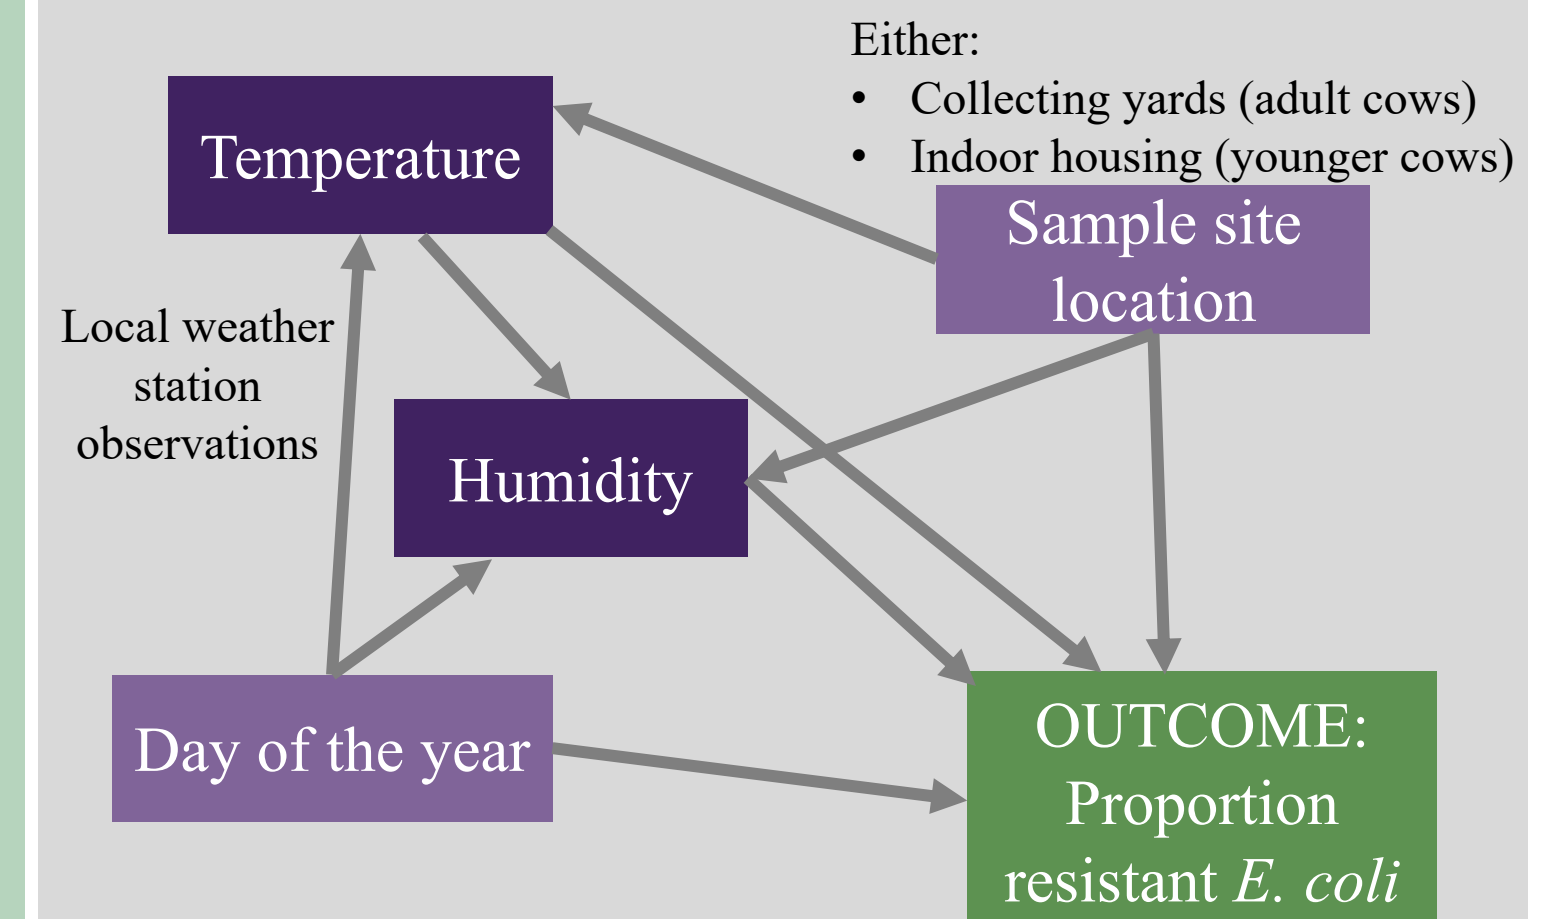 Either:
• Collecting yards (adult cows)
• Indoor housing (younger cows)
Temperature
Sample site
location
Local weather
station
observations
Humidity
Day of the year
OUTCOME:
Proportion
resistant E. coli